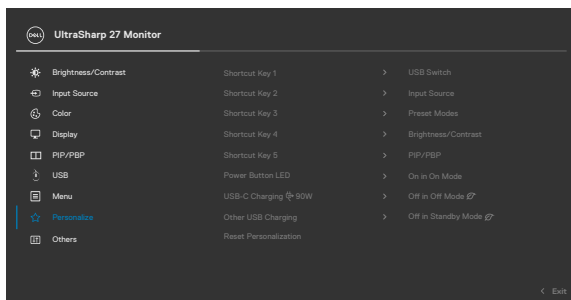 DELL UltraSharp 27 Monitor
Brightness/Contrast Shortcut Key 1 > USB Switch
Input Source Shortcut Key 2 > Input Source
Color Shortcut Key 3 > Preset Modes
Display Shortcut Key 4 > Brightness/Contrast
PIP/PBP Shortcut Key 5 > PIP/PBP
USB Power Button LED > On in On Mode
Menu USB-C Charging 90W > Off in Off Mode
Personalize Other USB Charging > Off in Standby Mode
Others Reset Personalization
< Exit